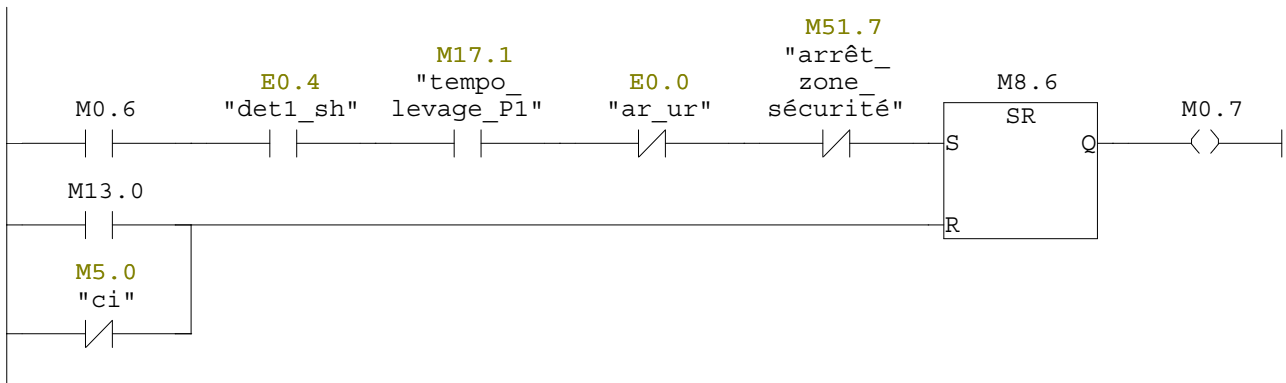 M51.7
M17.1 "arrêt_
E0.4 "tempo_ E0.0 zone_ M8.6
M0.6 "det1_sh" levage_P1" "ar_ur" sécurité" SR M0.7
S Q
M13.0
R
M5.0
"ci"